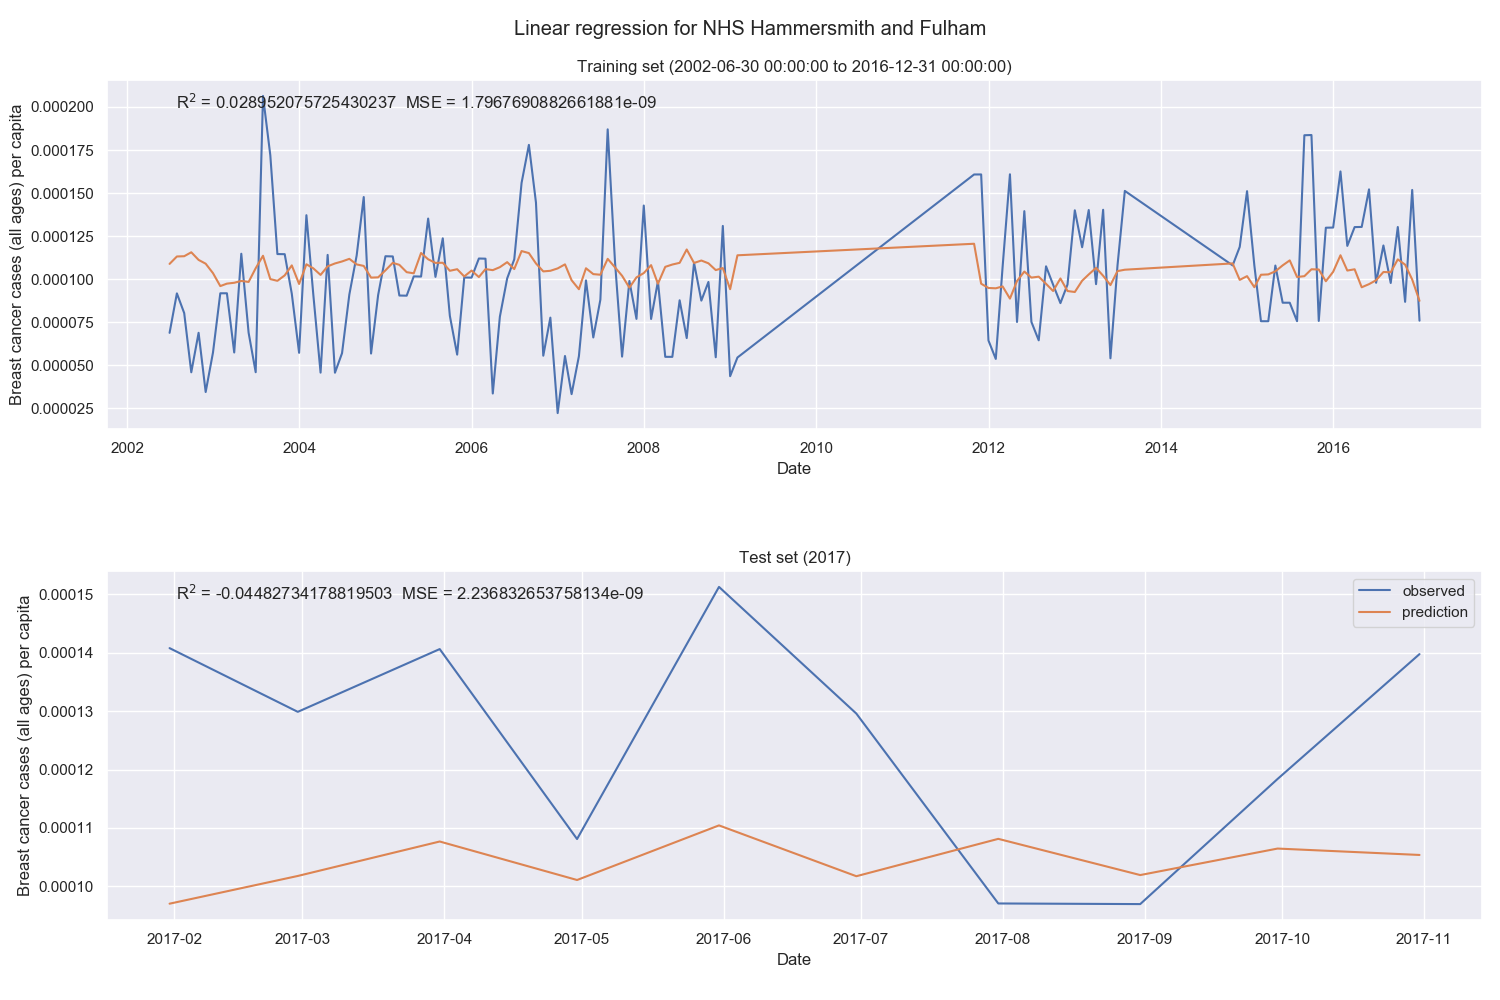 Linear regression for NHS Hammersmith and Fulham
Training set (2002-06-30 00:00:00 to 2016-12-31 00:00:00)
R² = 0.028952075725430237 MSE = 1.7967690882661881e-09
Breast cancer cases (all ages) per capita
0.000200
0.000175
0.000150
0.000125
0.000100
0.000075
0.000050
0.000025
2002 2004 2006 2008 2010 2012 2014 2016
Date
Test set (2017)
R² = -0.04482734178819503 MSE = 2.236832653758134e-09
observed
prediction
Breast cancer cases (all ages) per capita
0.00015
0.00014
0.00013
0.00012
0.00011
0.00010
2017-02 2017-03 2017-04 2017-05 2017-06 2017-07 2017-08 2017-09 2017-10 2017-11
Date